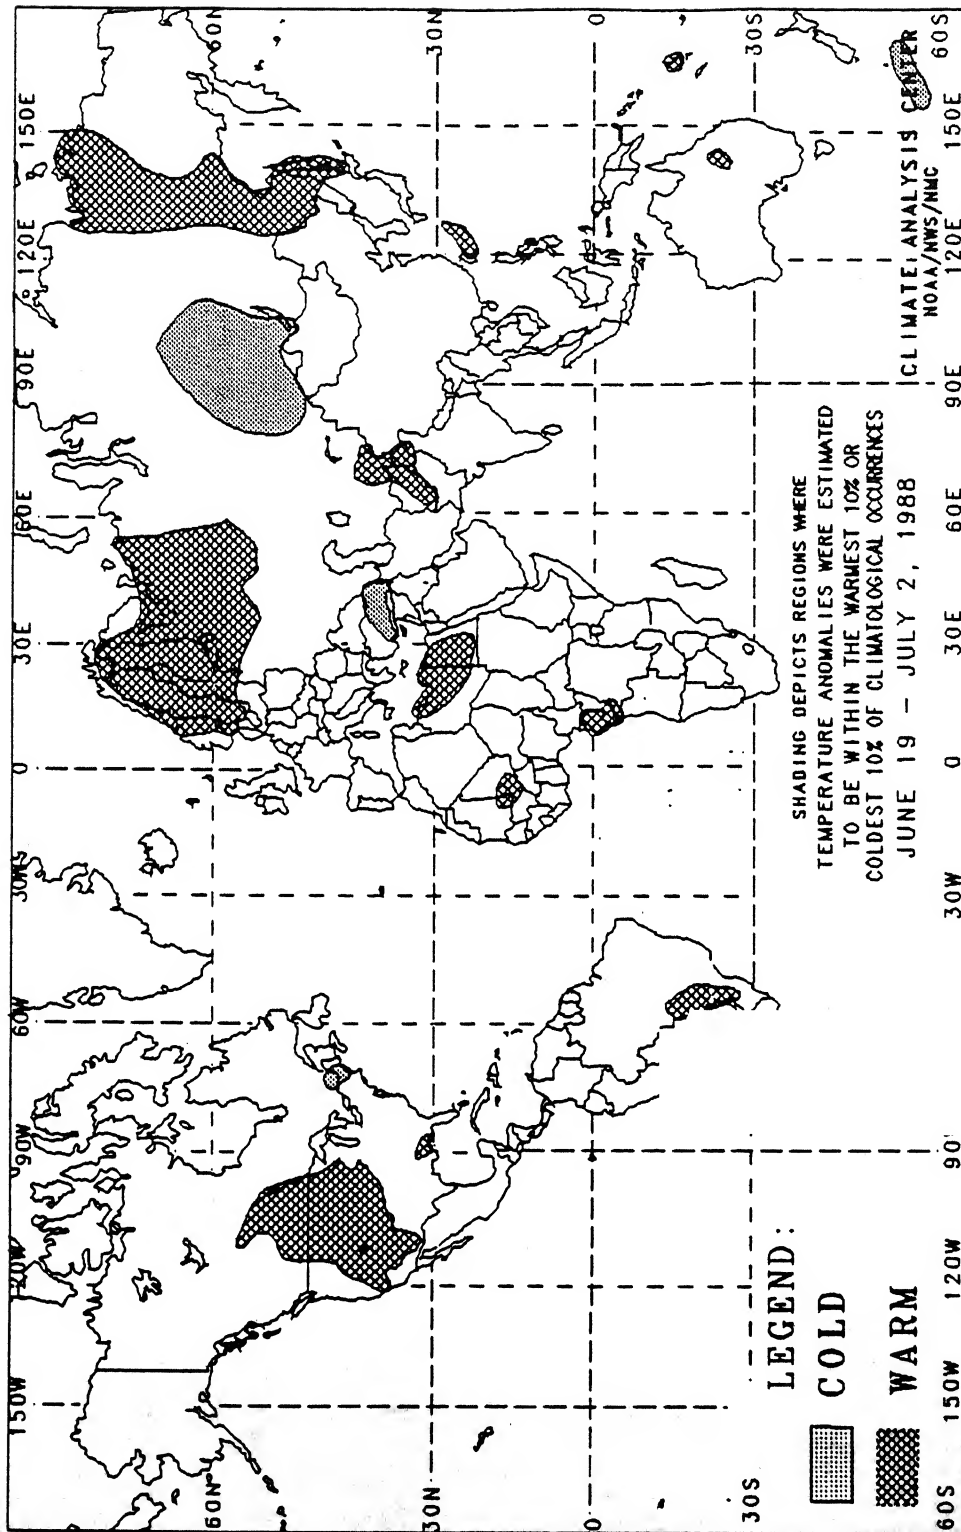 150W
120W
90W
60W
30W
0
30E
60E
90E
120E
150E
60N
60N
30N
30N
0
0
30S
30S
60S
60S
150W
120W
90
30W
0
30E
60E
90E
120E
150E
LEGEND:
COLD
WARM
SHADING DEPICTS REGIONS WHERE
TEMPERATURE ANOMALIES WERE ESTIMATED
TO BE WITHIN THE WARMEST 10% OR
COLDEST 10% OF CLIMATOLOGICAL OCCURRENCES
JUNE 19 – JULY 2, 1988
CLIMATE ANALYSIS CENTER
NOAA/NWS/NMC